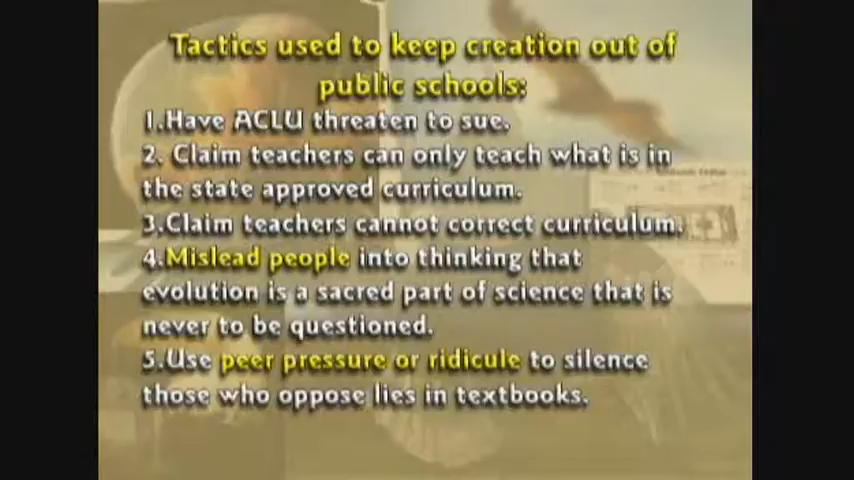 Tactics used to keep creation out of
public schools:
1.Have ACLU threaten to sue.
2. Claim teachers can only teach what is in
the state approved curriculum.
3.Claim teachers cannot correct curriculum.
4.Mislead people into thinking that
evolution is a sacred part of science that is
never to be questioned.
5.Use peer pressure or ridicule to silence
those who oppose lies in textbooks.